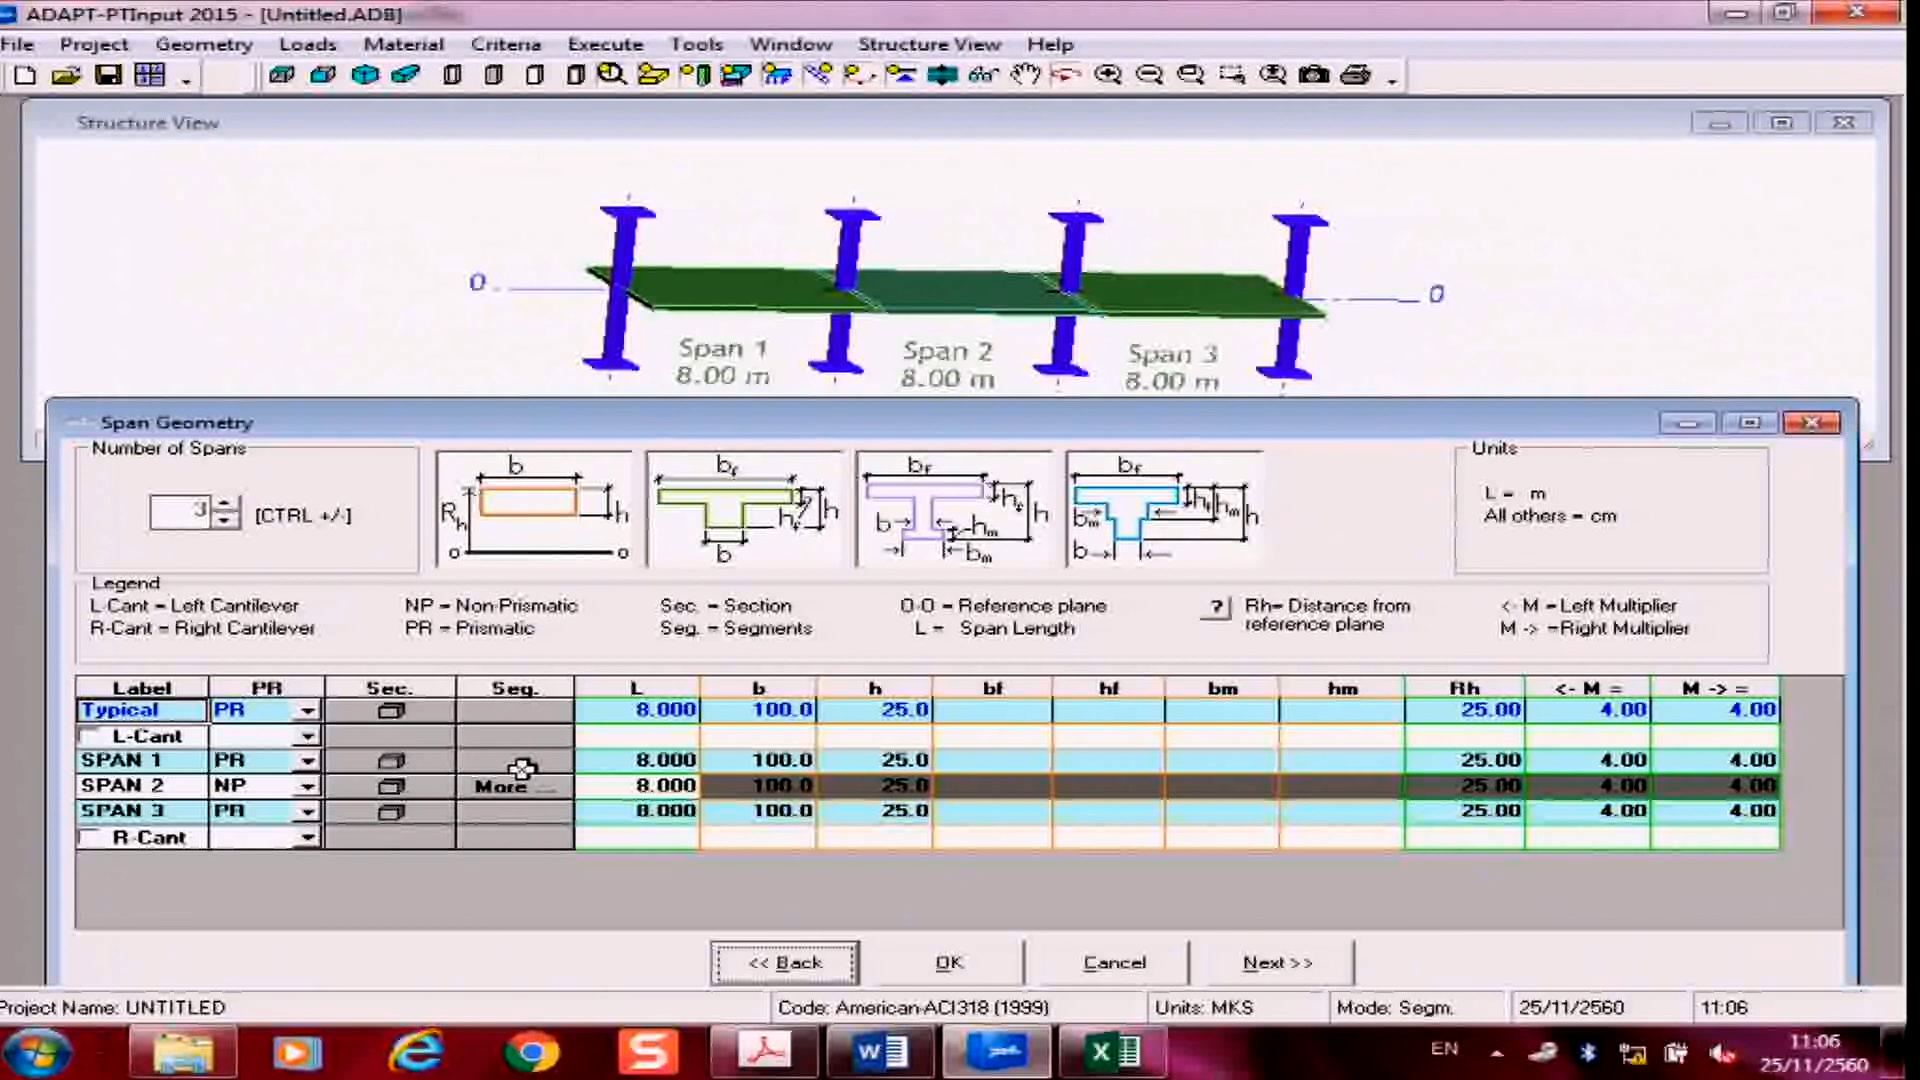 ADAPT-PTInput 2015 - [Untitled.ADB]
File Project Geometry Loads Material Criteria Execute Tools Window Structure View Help
Structure View
0 0
Span 1 Span 2 Span 3
8.00 m 8.00 m 8.00 m
Span Geometry
Number of Spans
3 [CTRL +/-]
b
Rh h
o o
bf
hf h
b
bf
hf h
b hm
bm
bf
hf hm h
bm
b
Units
L = m
All others = cm
Legend
L-Cant = Left Cantilever NP = Non-Prismatic Sec. = Section O-O = Reference plane ? Rh= Distance from reference plane <- M = Left Multiplier
R-Cant = Right Cantilever PR = Prismatic Seg. = Segments L = Span Length M -> =Right Multiplier
Label PR Sec. Seg. L b h bf hf bm hm Rh <- M = M -> =
Typical PR 8.000 100.0 25.0 25.00 4.00 4.00
L-Cant
SPAN 1 PR 8.000 100.0 25.0 25.00 4.00 4.00
SPAN 2 NP More ... 8.000 100.0 25.0 25.00 4.00 4.00
SPAN 3 PR 8.000 100.0 25.0 25.00 4.00 4.00
R-Cant
<< Back OK Cancel Next >>
Project Name: UNTITLED Code: American-ACI318 (1999) Units: MKS Mode: Segm. 25/11/2560 11:06
EN 11:06
25/11/2560